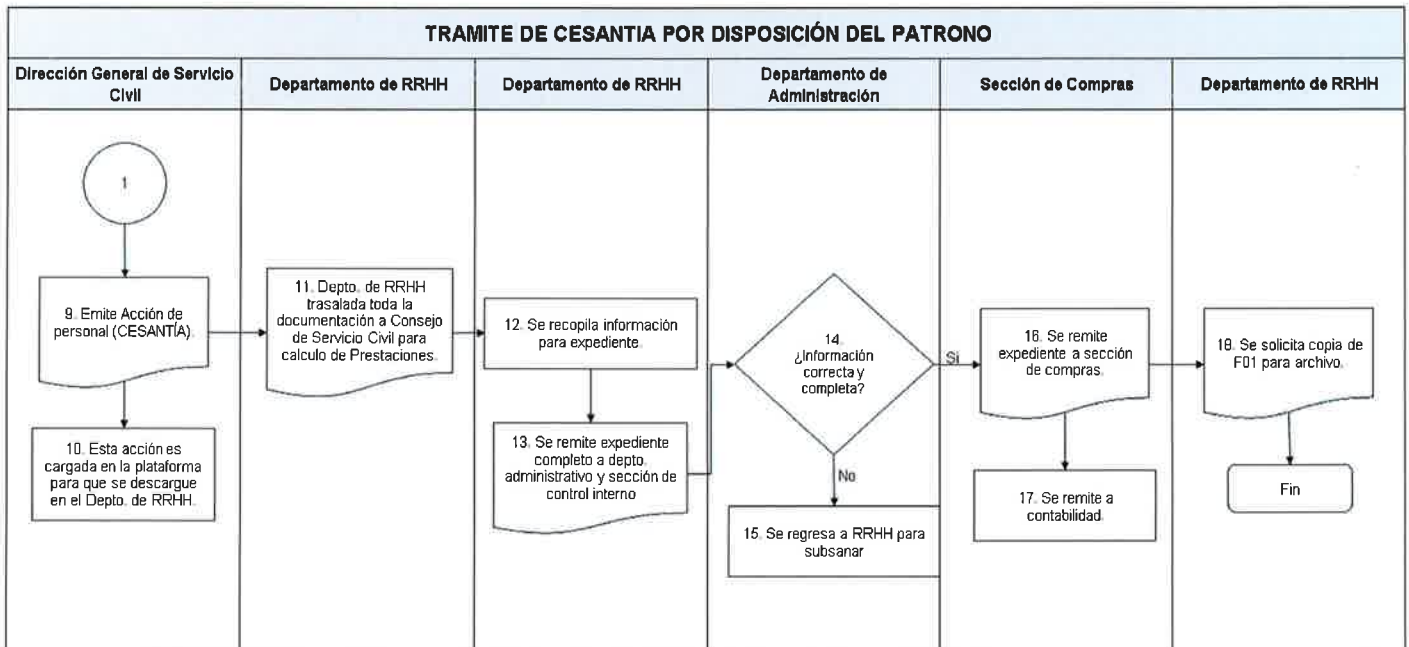 TRAMITE DE CESANTIA POR DISPOSICIÓN DEL PATRONO
Dirección General de Servicio
Civil
Departamento de RRHH
Departamento de RRHH
Departamento de
Administración
Sección de Compras
Departamento de RRHH
1
9. Emite Acción de
personal (CESANTÍA).
10. Esta acción es
cargada en la plataforma
para que se descargue
en el Depto. de RRHH.
11. Depto. de RRHH
trasalada toda la
documentación a Consejo
de Servicio Civil para
calculo de Prestaciones.
12. Se recopila información
para expediente.
13. Se remite expediente
completo a depto.
administrativo y sección de
control interno
14.
¿Información
correcta y
completa?
Si
No
15. Se regresa a RRHH para
subsanar
16. Se remite
expediente a sección
de compras.
17. Se remite a
contabilidad.
18. Se solicita copia de
F01 para archivo.
Fin